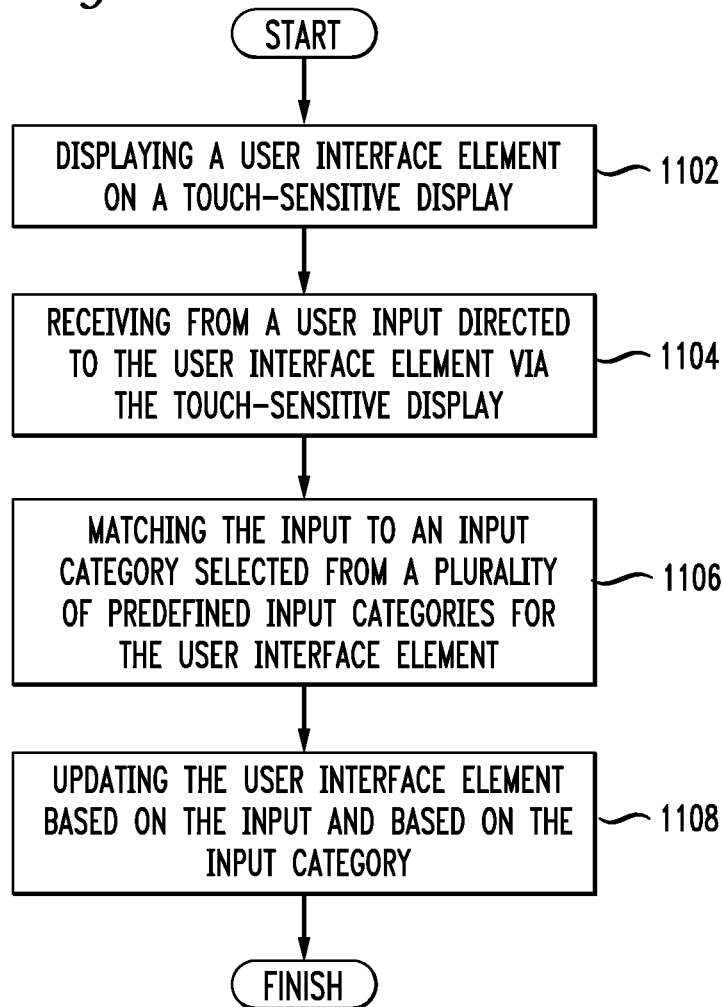 START
DISPLAYING A USER INTERFACE ELEMENT
ON A TOUCH-SENSITIVE DISPLAY
1102
RECEIVING FROM A USER INPUT DIRECTED
TO THE USER INTERFACE ELEMENT VIA
THE TOUCH-SENSITIVE DISPLAY
1104
MATCHING THE INPUT TO AN INPUT
CATEGORY SELECTED FROM A PLURALITY
OF PREDEFINED INPUT CATEGORIES FOR
THE USER INTERFACE ELEMENT
1106
UPDATING THE USER INTERFACE ELEMENT
BASED ON THE INPUT AND BASED ON THE
INPUT CATEGORY
1108
FINISH